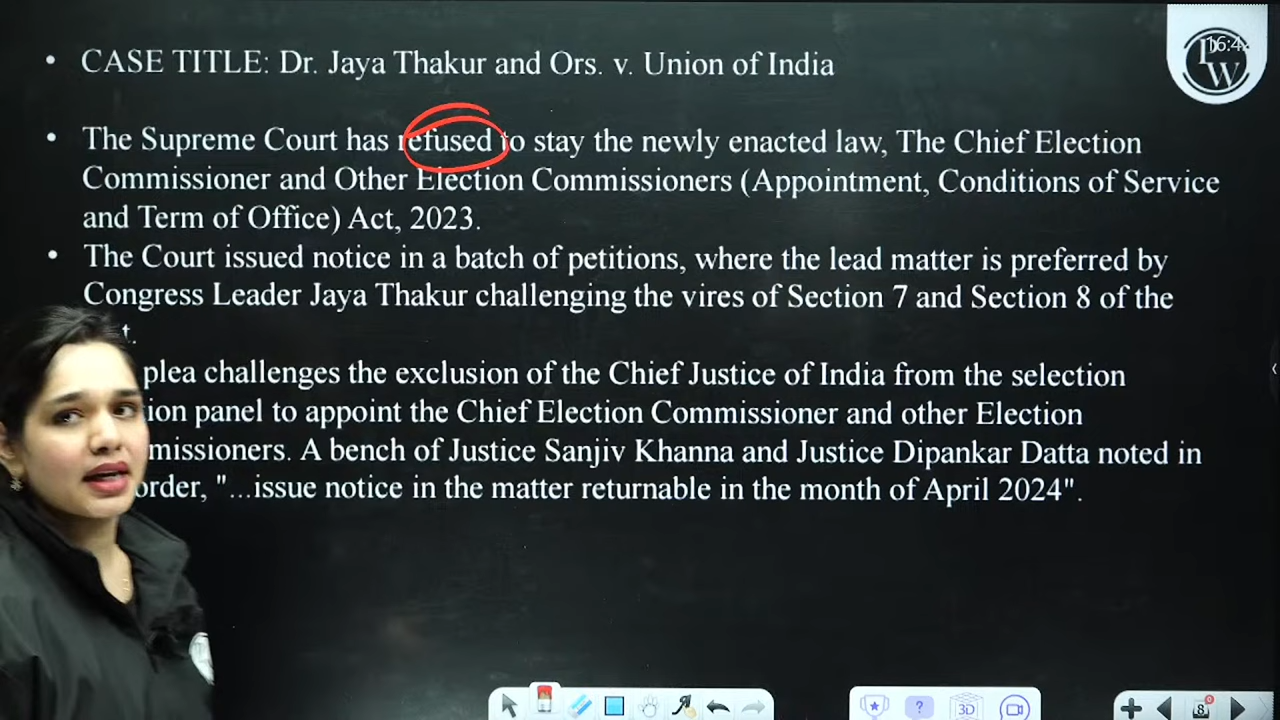 CASE TITLE: Dr. Jaya Thakur and Ors. v. Union of India
The Supreme Court has refused to stay the newly enacted law, The Chief Election
Commissioner and Other Election Commissioners (Appointment, Conditions of Service
and Term of Office) Act, 2023.
The Court issued notice in a batch of petitions, where the lead matter is preferred by
Congress Leader Jaya Thakur challenging the vires of Section 7 and Section 8 of the
t.
plea challenges the exclusion of the Chief Justice of India from the selection
ion panel to appoint the Chief Election Commissioner and other Election
missioners. A bench of Justice Sanjiv Khanna and Justice Dipankar Datta noted in
order, "...issue notice in the matter returnable in the month of April 2024".
W
?
3D
8